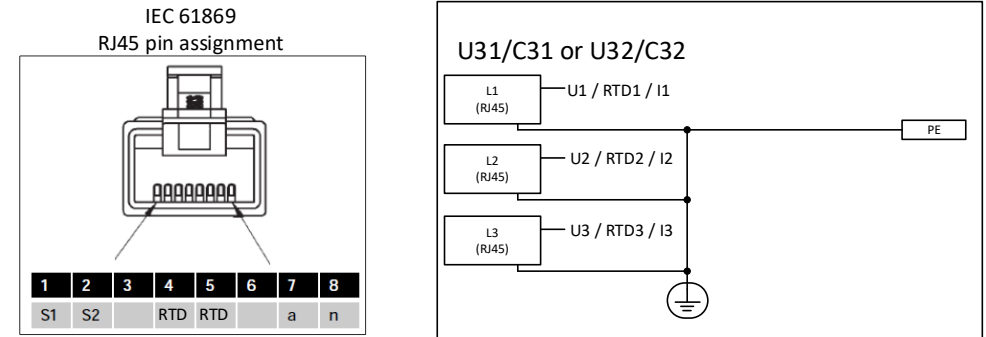 IEC 61869
RJ45 pin assignment
1 2 3 4 5 6 7 8
S1 S2 RTD RTD a n
U31/C31 or U32/C32
L1
(RJ45)
U1 / RTD1 / I1
PE
L2
(RJ45)
U2 / RTD2 / I2
L3
(RJ45)
U3 / RTD3 / I3